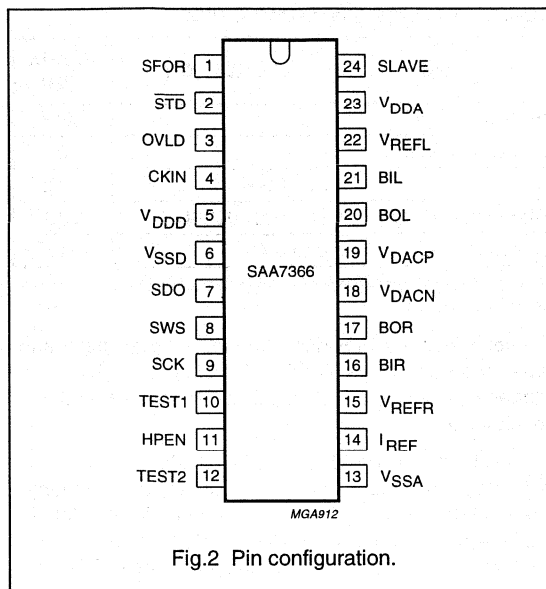 SFOR 1 24 SLAVE
STD 2 23 VDDA
OVLD 3 22 VREFL
CKIN 4 21 BIL
VDDD 5 20 BOL
VSSD 6 19 VDACP
SAA7366
SDO 7 18 VDACN
SWS 8 17 BOR
SCK 9 16 BIR
TEST1 10 15 VREFR
HPEN 11 14 IREF
TEST2 12 13 VSSA
MGA912
Fig.2 Pin configuration.